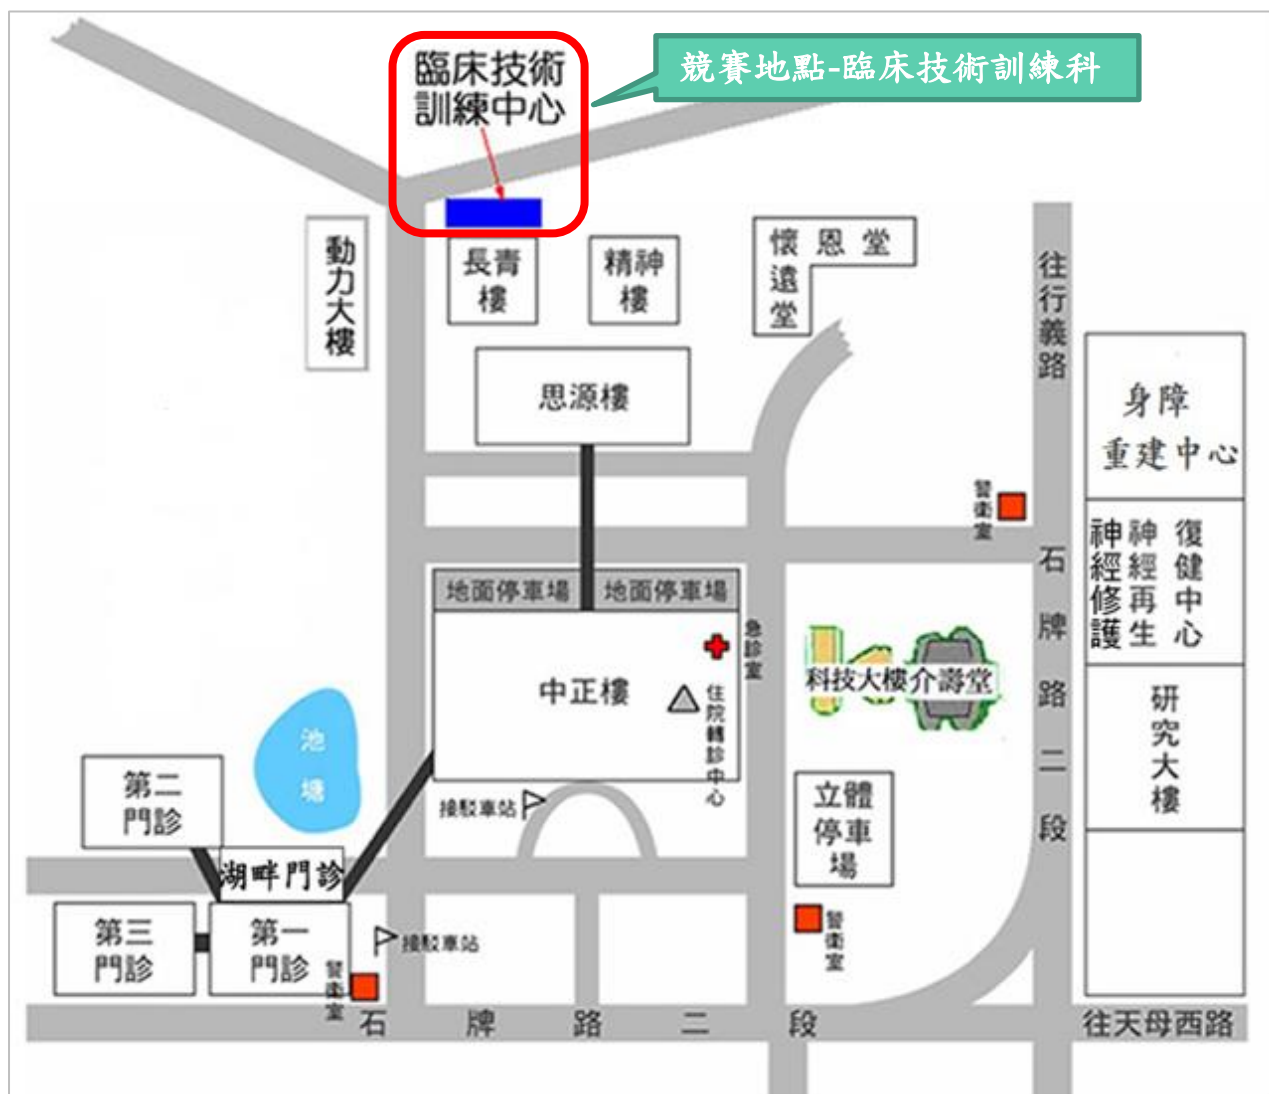 臨床技術
訓練中心
競賽地點-臨床技術訓練科
動力大樓
長青
樓
精神
樓
懷恩堂
遠堂
往行義路
思源樓
身障
重建中心
警衛室
神經修護
神經再生
復健中心
石牌路二段
地面停車場
地面停車場
急診室
中正樓
住院轉診中心
科技大樓
介壽堂
研究大樓
池塘
第二
門診
接駁車站
立體
停車
場
湖畔門診
第三
門診
第一
門診
接駁車站
警衛室
警衛室
石牌路二段
往天母西路